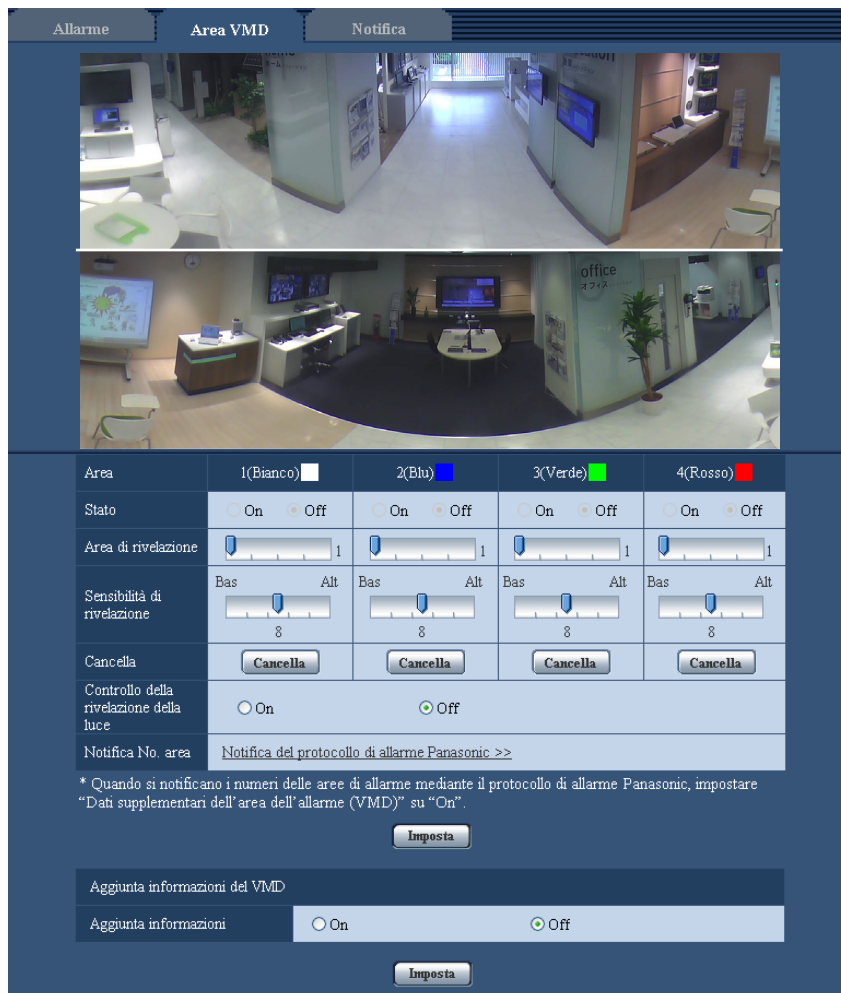 Allarme Area VMD Notifica
office
オフィス
Area 1(Bianco) 2(Blu) 3(Verde) 4(Rosso)
Stato On Off On Off On Off On Off
Area di rivelazione 1 1 1 1
Bas Alt Bas Alt Bas Alt Bas Alt
Sensibilità di
rivelazione
8 8 8 8
Cancella Cancella Cancella Cancella Cancella
Controllo della
rivelazione della
luce
On Off
Notifica No. area Notifica del protocollo di allarme Panasonic >>
* Quando si notificano i numeri delle aree di allarme mediante il protocollo di allarme Panasonic, impostare
“Dati supplementari dell’area dell’allarme (VMD)” su “On”.
Imposta
Aggiunta informazioni del VMD
Aggiunta informazioni On Off
Imposta